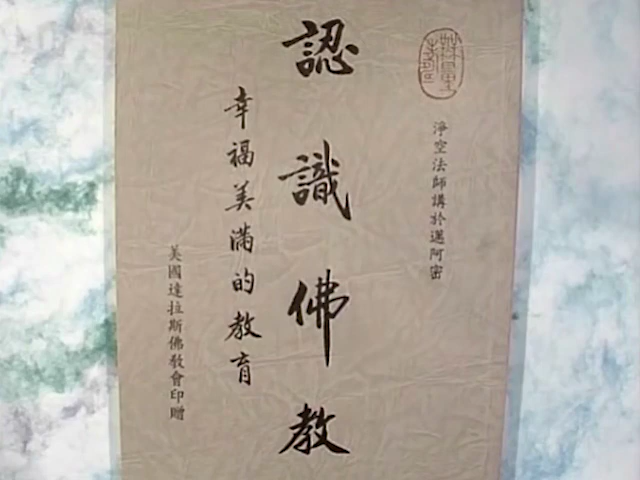 淨空法師講於邁阿密
認識佛教
幸福美滿的教育
美國達拉斯佛教會印贈